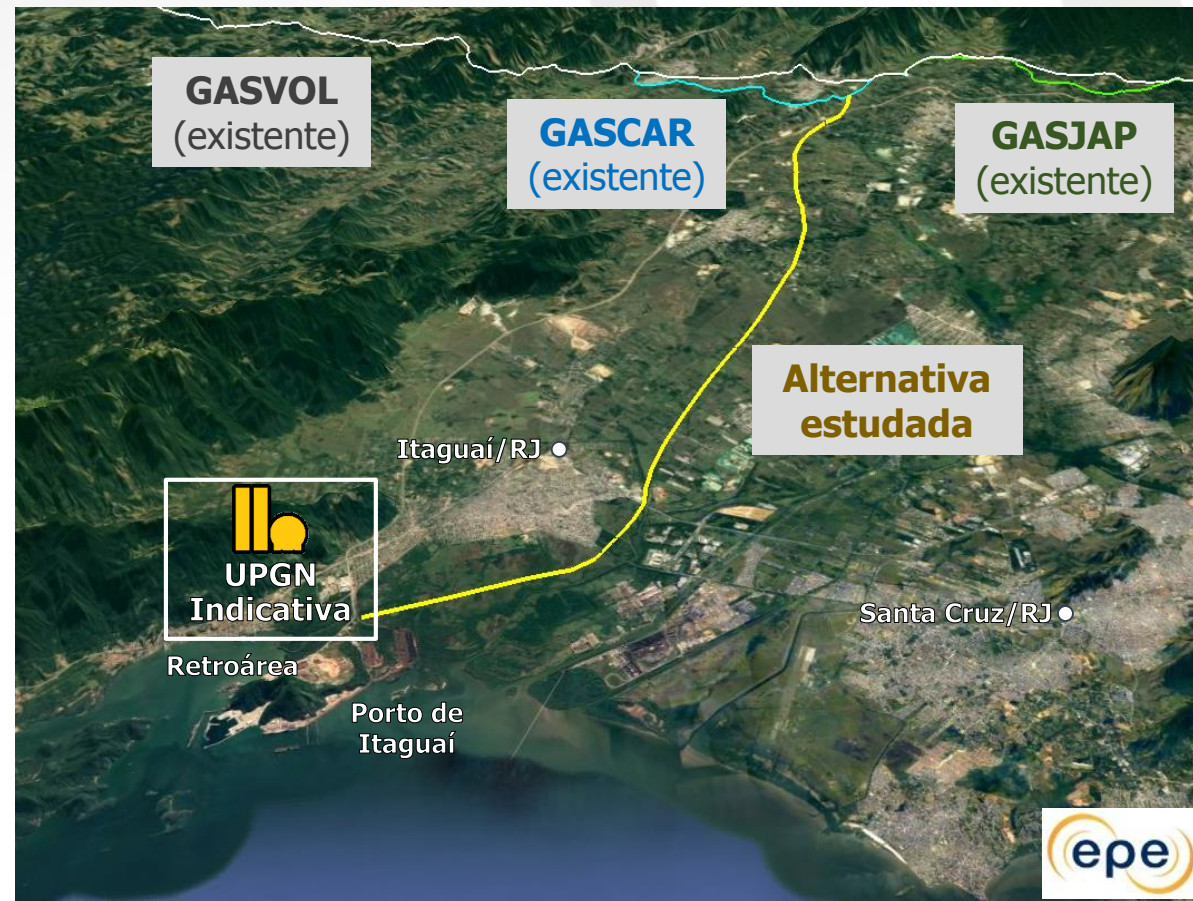 GASVOL
(existente)
GASCAR
(existente)
GASJAP
(existente)
Alternativa
estudada
Itaguaí/RJ
UPGN
Indicativa
Santa Cruz/RJ
Retroárea
Porto de
Itaguaí
epe